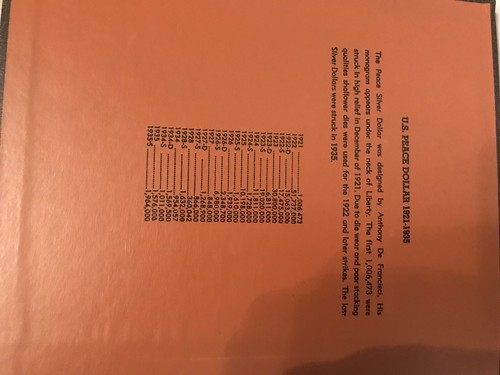 U.S. PEACE DOLLAR 1921-1935
The Peace Silver Dollar was designed by Anthony De Francisci. His
monogram appears under the neck of Liberty. The first 1,006,473 were
struck in high relief in December of 1921. Due to die wear and poor stacking
qualities shallower dies were used for the 1922 and later strikes. The last
Silver Dollars were struck in 1935.
1921 1,006,473
1922 51,737,000
1922-D 15,063,000
1922-S 17,475,000
1923 30,800,000
1923-D 6,811,000
1923-S 19,020,000
1924 11,811,000
1924-S 1,728,000
1925 10,198,000
1925-S 1,610,000
1926 1,939,000
1926-D 2,348,700
1926-S 6,980,000
1927 848,000
1927-D 1,268,900
1927-S 866,000
1928 360,649
1928-S 1,632,000
1934 954,057
1934-D 1,569,500
1934-S 1,011,000
1935 1,576,000
1935-S 1,964,000